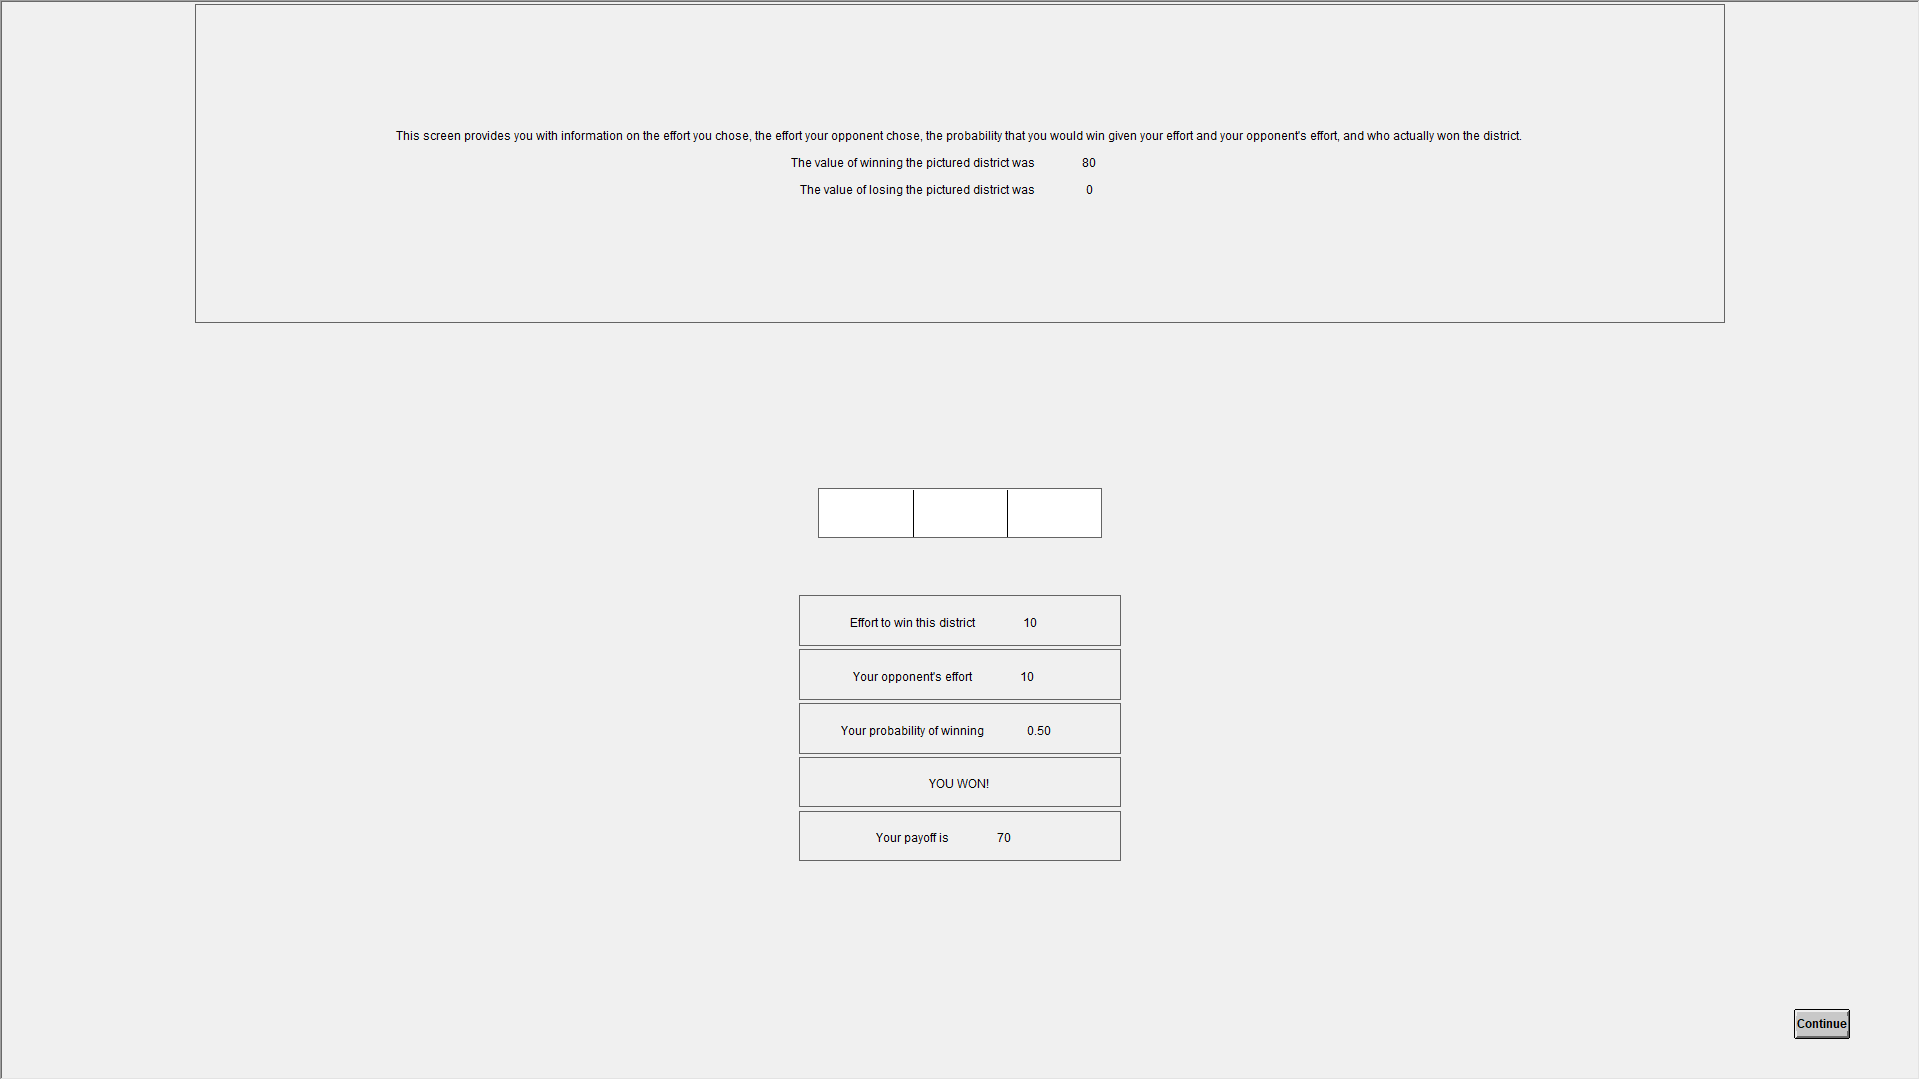 This screen provides you with information on the effort you chose, the effort your opponent chose, the probability that you would win given your effort and your opponent's effort, and who actually won the district.
The value of winning the pictured district was 80
The value of losing the pictured district was 0
Effort to win this district 10
Your opponent's effort 10
Your probability of winning 0.50
YOU WON!
Your payoff is 70
Continue